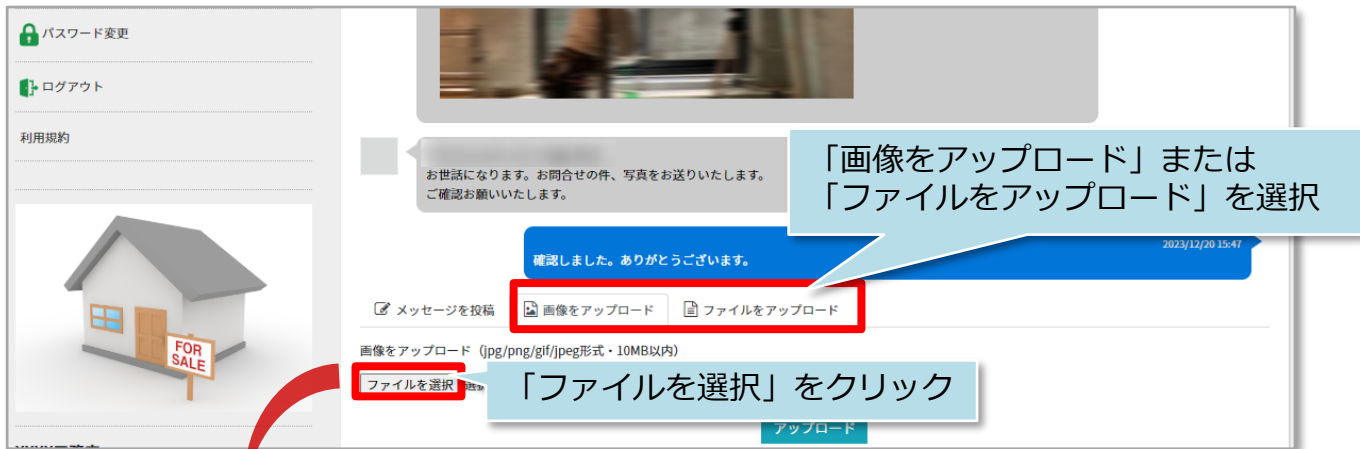 パスワード変更
ログアウト
利用規約
お世話になります。お問合せの件、写真をお送りいたします。
ご確認お願いいたします。
「画像をアップロード」または
「ファイルをアップロード」を選択
2023/12/20 15:47
確認しました。ありがとうございます。
メッセージを投稿 画像をアップロード ファイルをアップロード
画像をアップロード（jpg/png/gif/jpeg形式・10MB以内）
ファイルを選択
「ファイルを選択」をクリック
アップロード
FOR
SALE